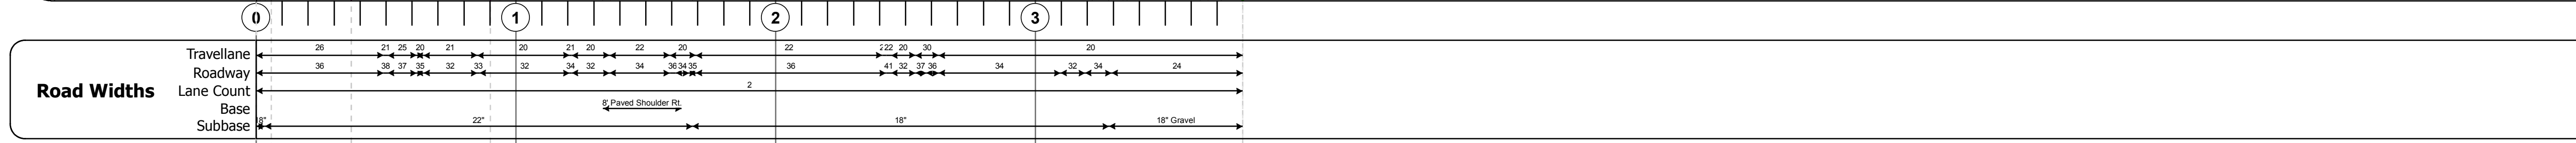 0 1 2 3
Travellane 26 21 25 20 21 20 21 20 22 20 22 22 20 30 20
Roadway 36 38 37 35 32 33 32 34 32 34 36 34 35 36 41 32 37 36 34 32 34 24
Road Widths
Lane Count 2
Base 8' Paved Shoulder Rt.
Subbase 18" 22" 18" 18" Gravel